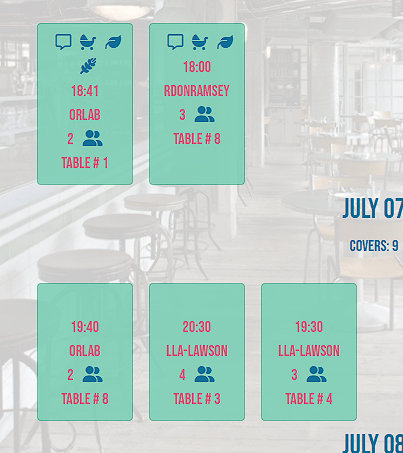 18:41
ORLAB
2
TABLE # 1
18:00
RDONRAMSEY
3
TABLE # 8
JULY 07
COVERS: 9
19:40
ORLAB
2
TABLE # 8
20:30
LLA-LAWSON
4
TABLE # 3
19:30
LLA-LAWSON
3
TABLE # 4
JULY 08